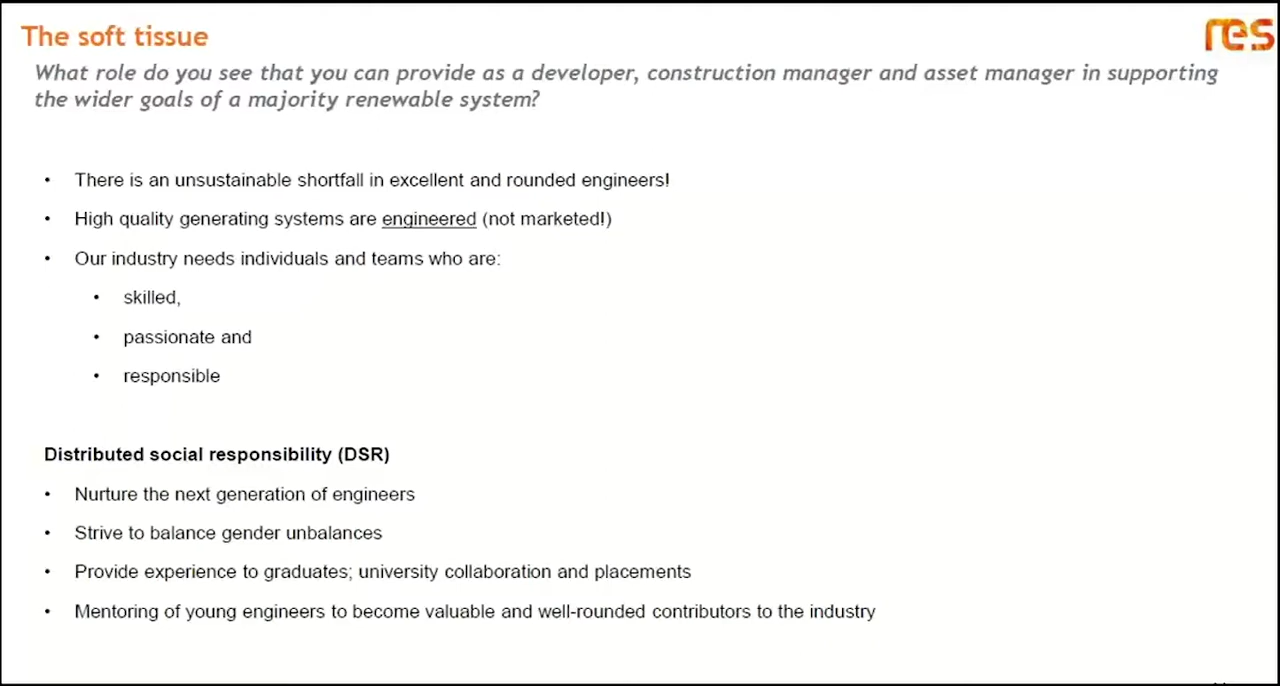 The soft tissue
res
What role do you see that you can provide as a developer, construction manager and asset manager in supporting
the wider goals of a majority renewable system?
• There is an unsustainable shortfall in excellent and rounded engineers!
• High quality generating systems are engineered (not marketed!)
• Our industry needs individuals and teams who are:
• skilled,
• passionate and
• responsible
Distributed social responsibility (DSR)
• Nurture the next generation of engineers
• Strive to balance gender unbalances
• Provide experience to graduates; university collaboration and placements
• Mentoring of young engineers to become valuable and well-rounded contributors to the industry